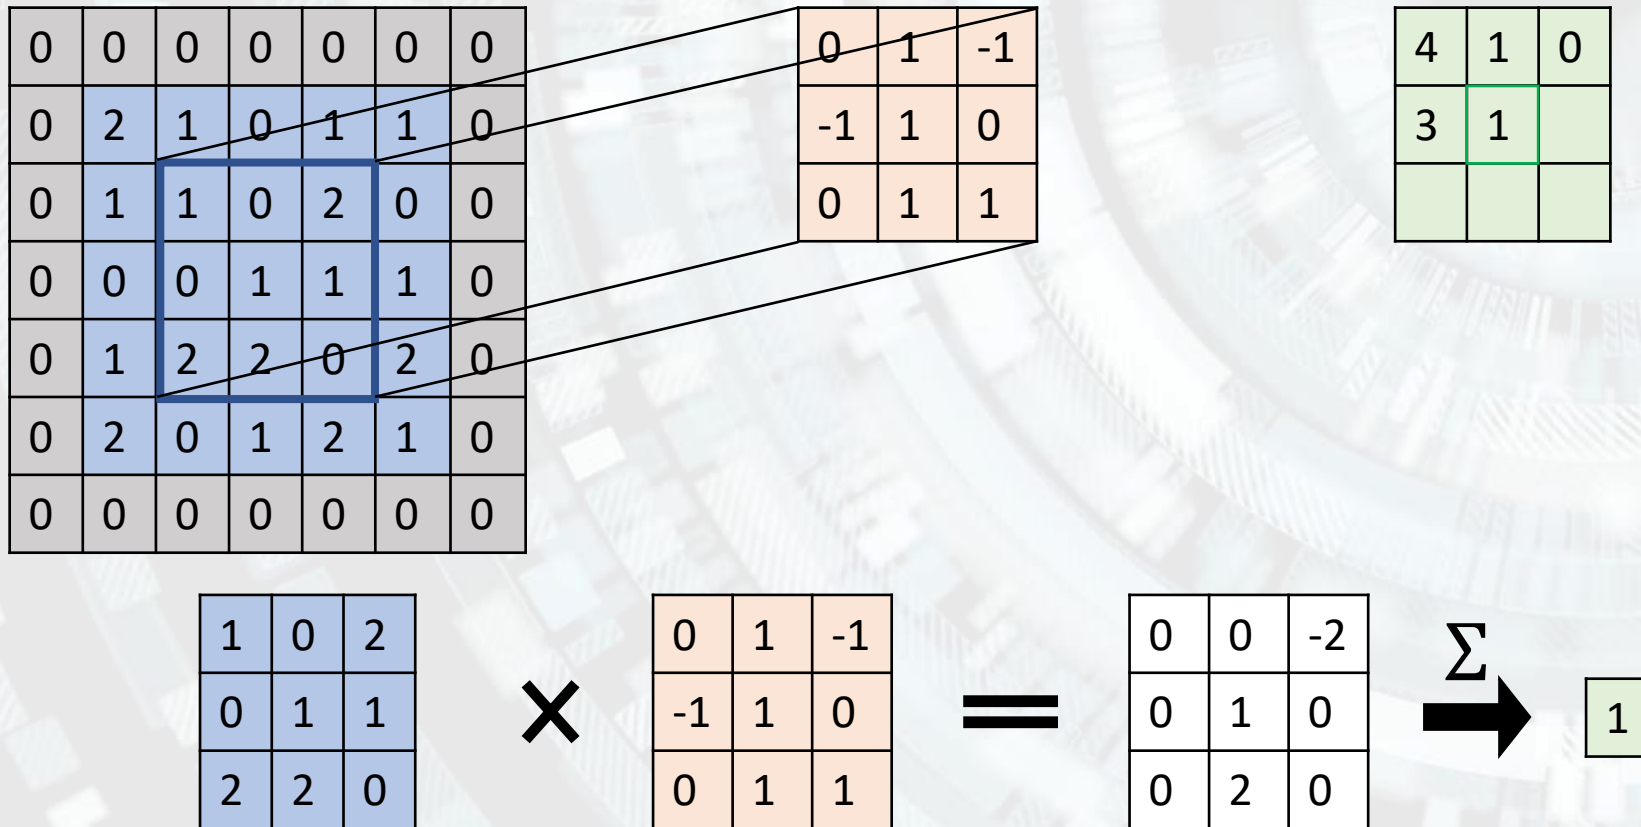 0 0 0 0 0 0 0
0 2 1 0 1 1 0
0 1 1 0 2 0 0
0 0 0 1 1 1 0
0 1 2 2 0 2 0
0 2 0 1 2 1 0
0 0 0 0 0 0 0
0 1 -1
-1 1 0
0 1 1
4 1 0
3 1
1 0 2
0 1 1
2 2 0
×
0 1 -1
-1 1 0
0 1 1
=
0 0 -2
0 1 0
0 2 0
∑
1